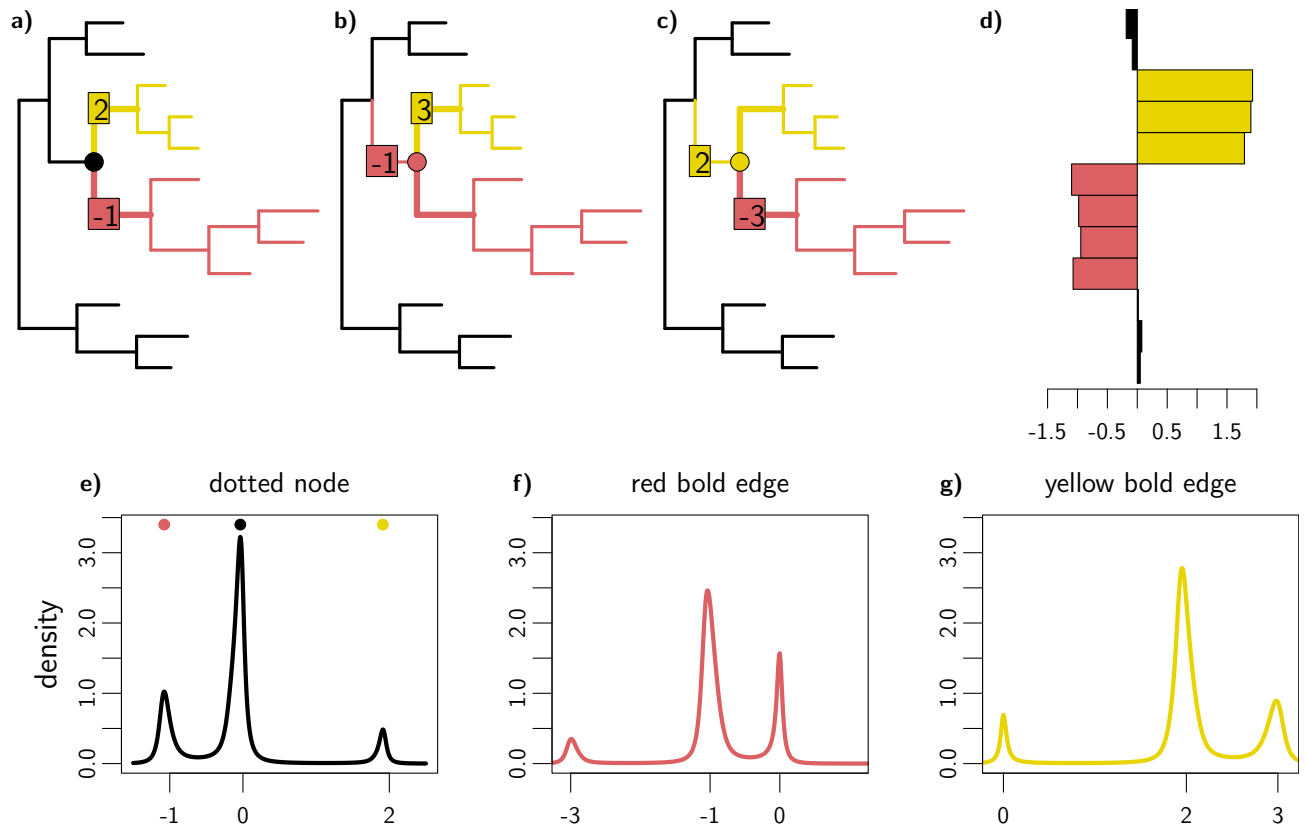 a)
b)
c)
d)
2
-1
-1
3
2
-3
-1.5 -0.5 0.5 1.5
e) dotted node
f) red bold edge
g) yellow bold edge
density
0.0 1.0 2.0 3.0
-1 0 2
0.0 1.0 2.0 3.0
-3 -1 0
0.0 1.0 2.0 3.0
0 2 3